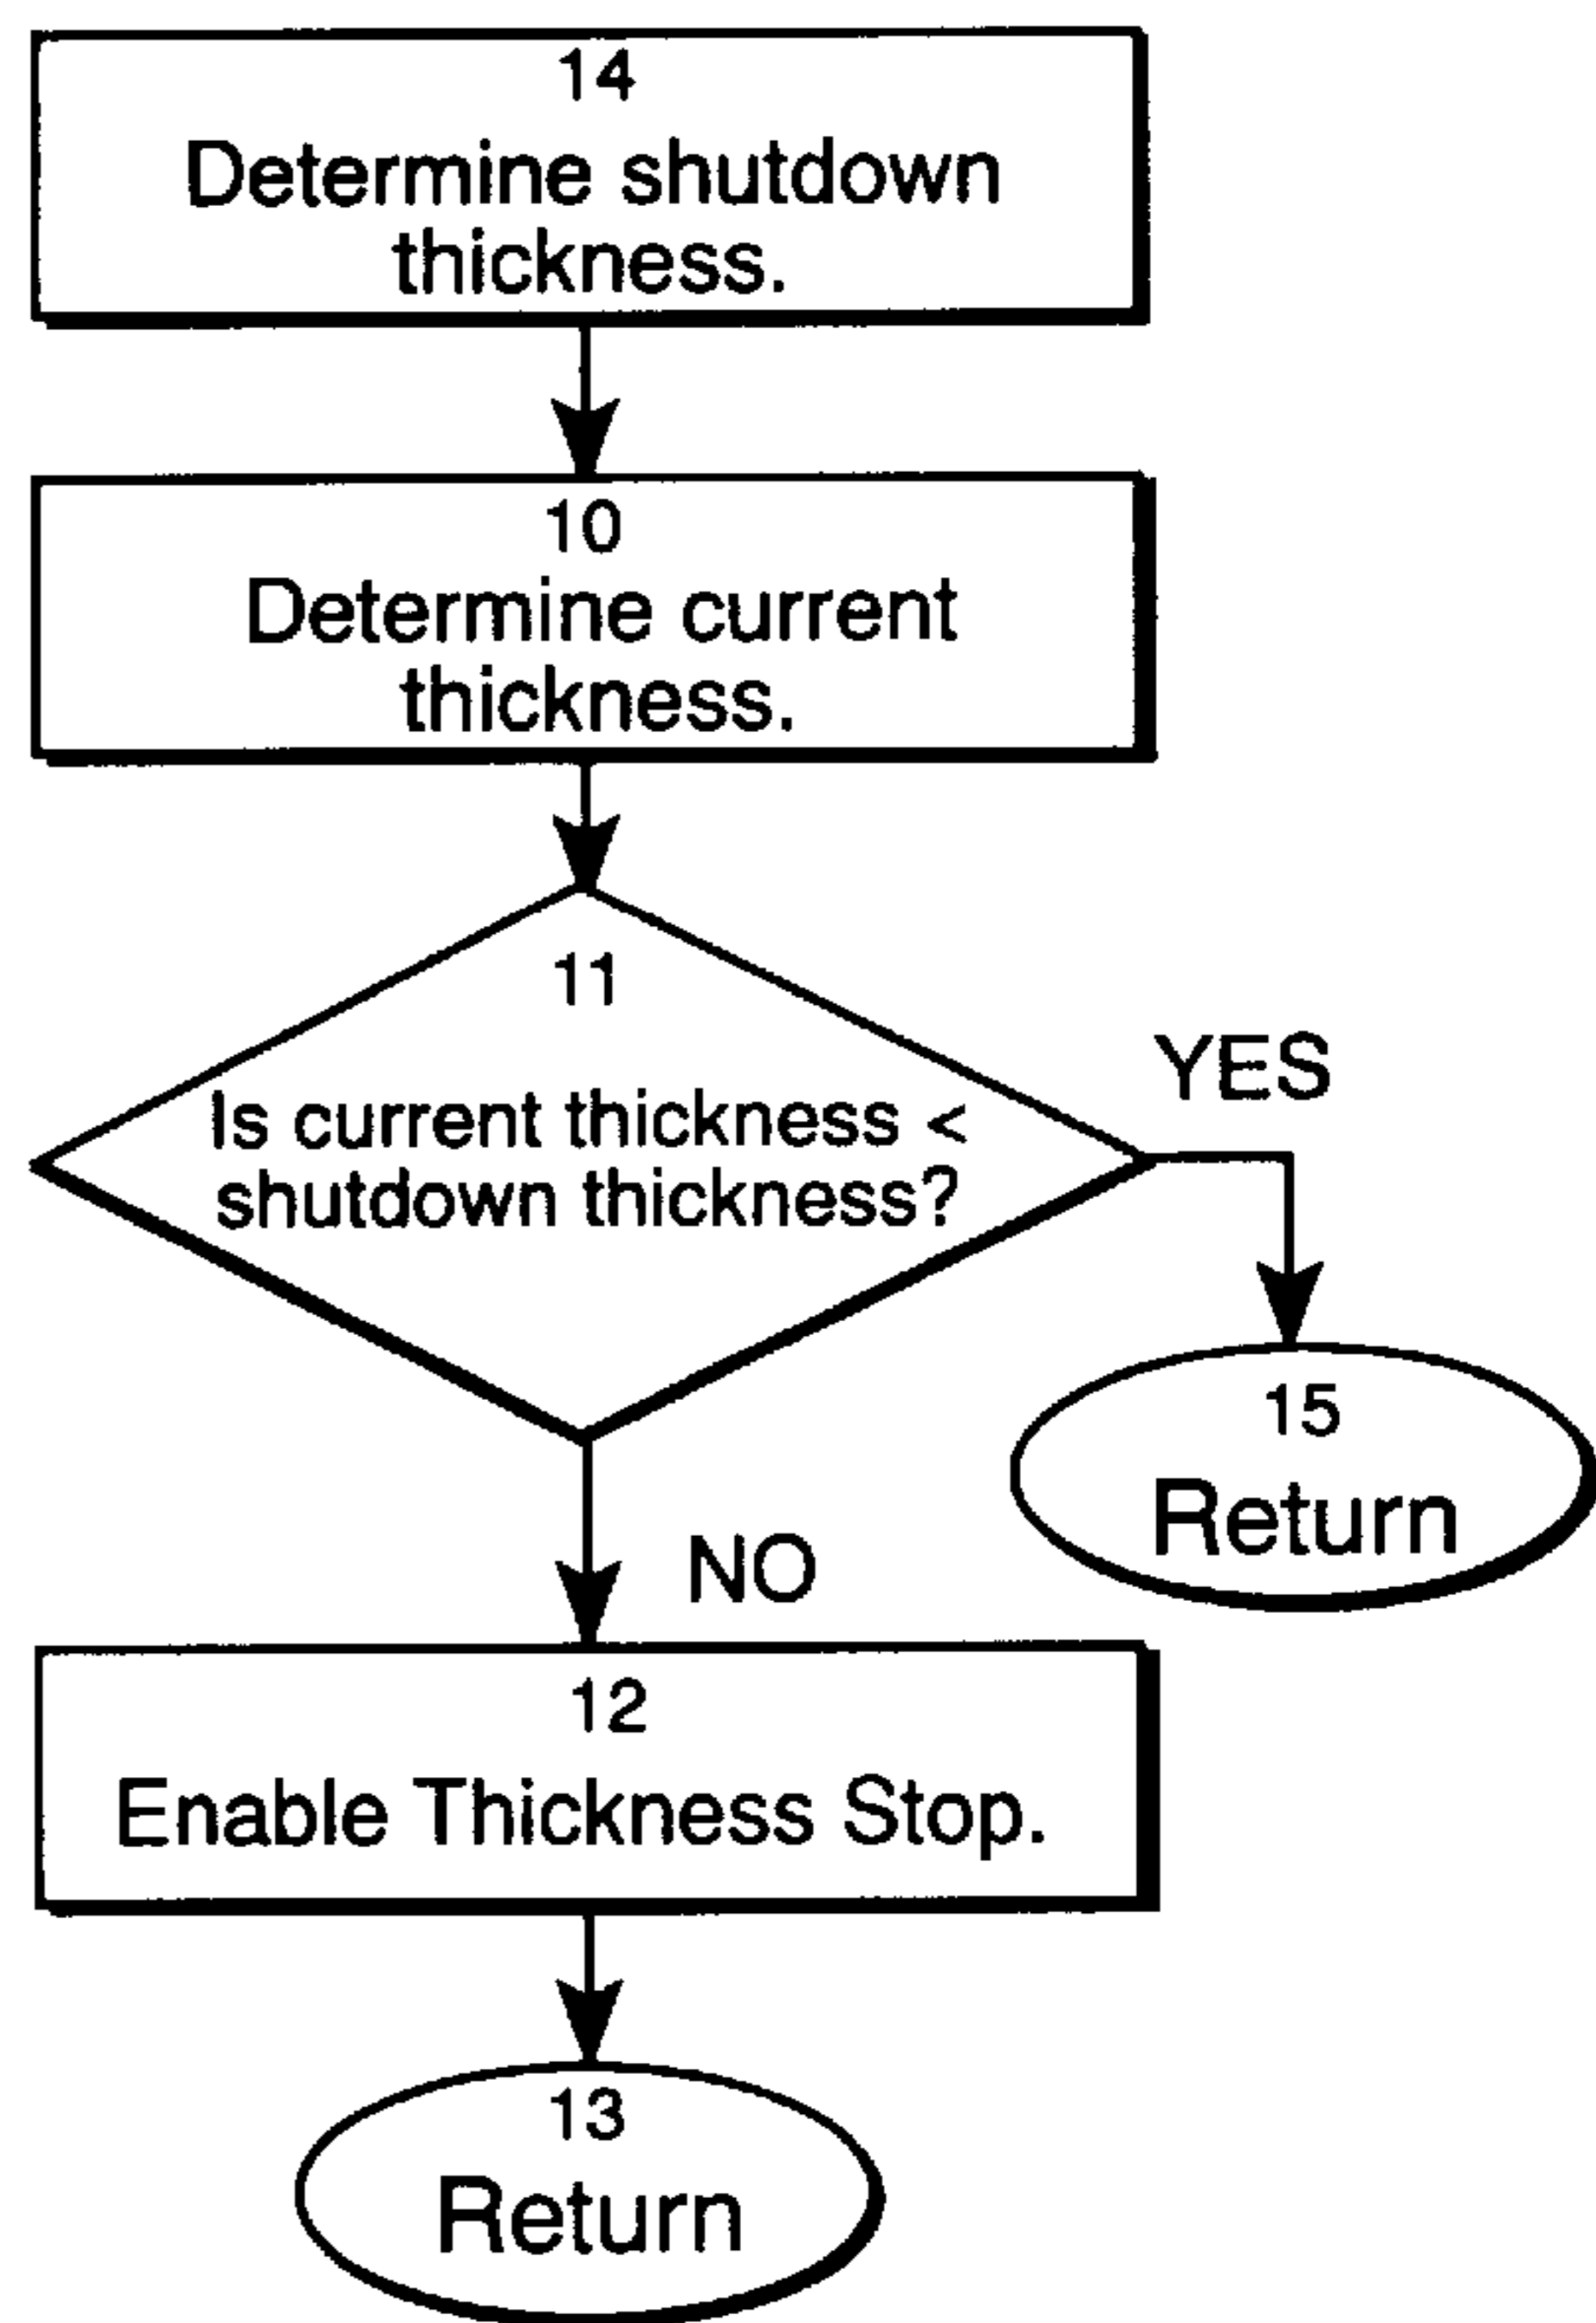 14
Determine shutdown
thickness.
10
Determine current
thickness.
11
Is current thickness <
shutdown thickness?
YES
15
Return
NO
12
Enable Thickness Stop.
13
Return